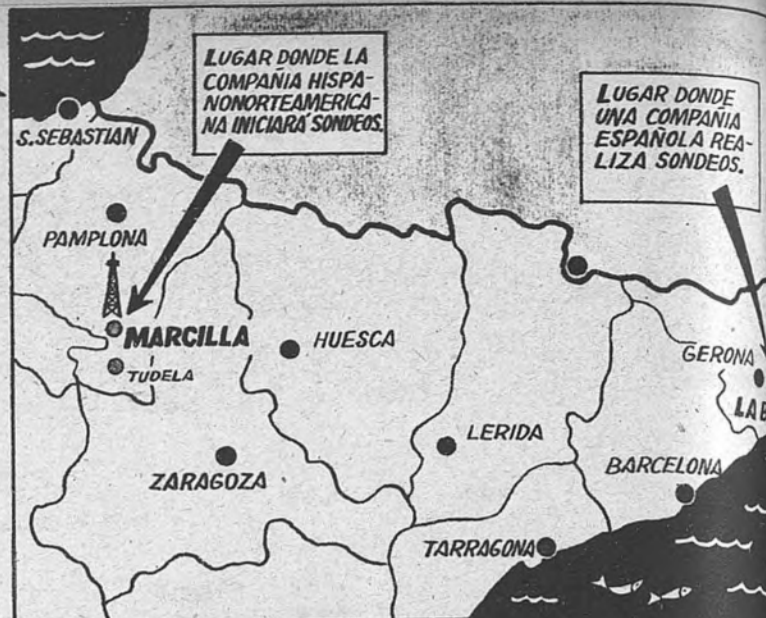 LUGAR DONDE LA
COMPAÑIA HISPA-
NONORTEAMERICA-
NA INICIARÁ SONDEOS.
LUGAR DONDE
UNA COMPAÑIA
ESPAÑOLA REA-
LIZA SONDEOS.
S. SEBASTIAN
PAMPLONA
MARCILLA
TUDELA
HUESCA
GERONA
LA B
LERIDA
ZARAGOZA
BARCELONA
TARRAGONA